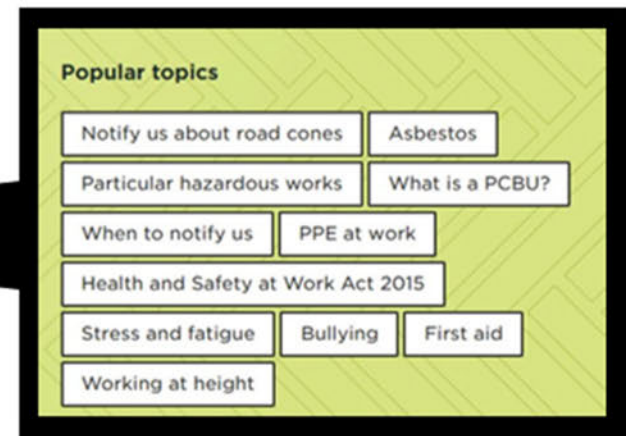 Popular topics
Notify us about road cones Asbestos
Particular hazardous works What is a PCBU?
When to notify us PPE at work
Health and Safety at Work Act 2015
Stress and fatigue Bullying First aid
Working at height